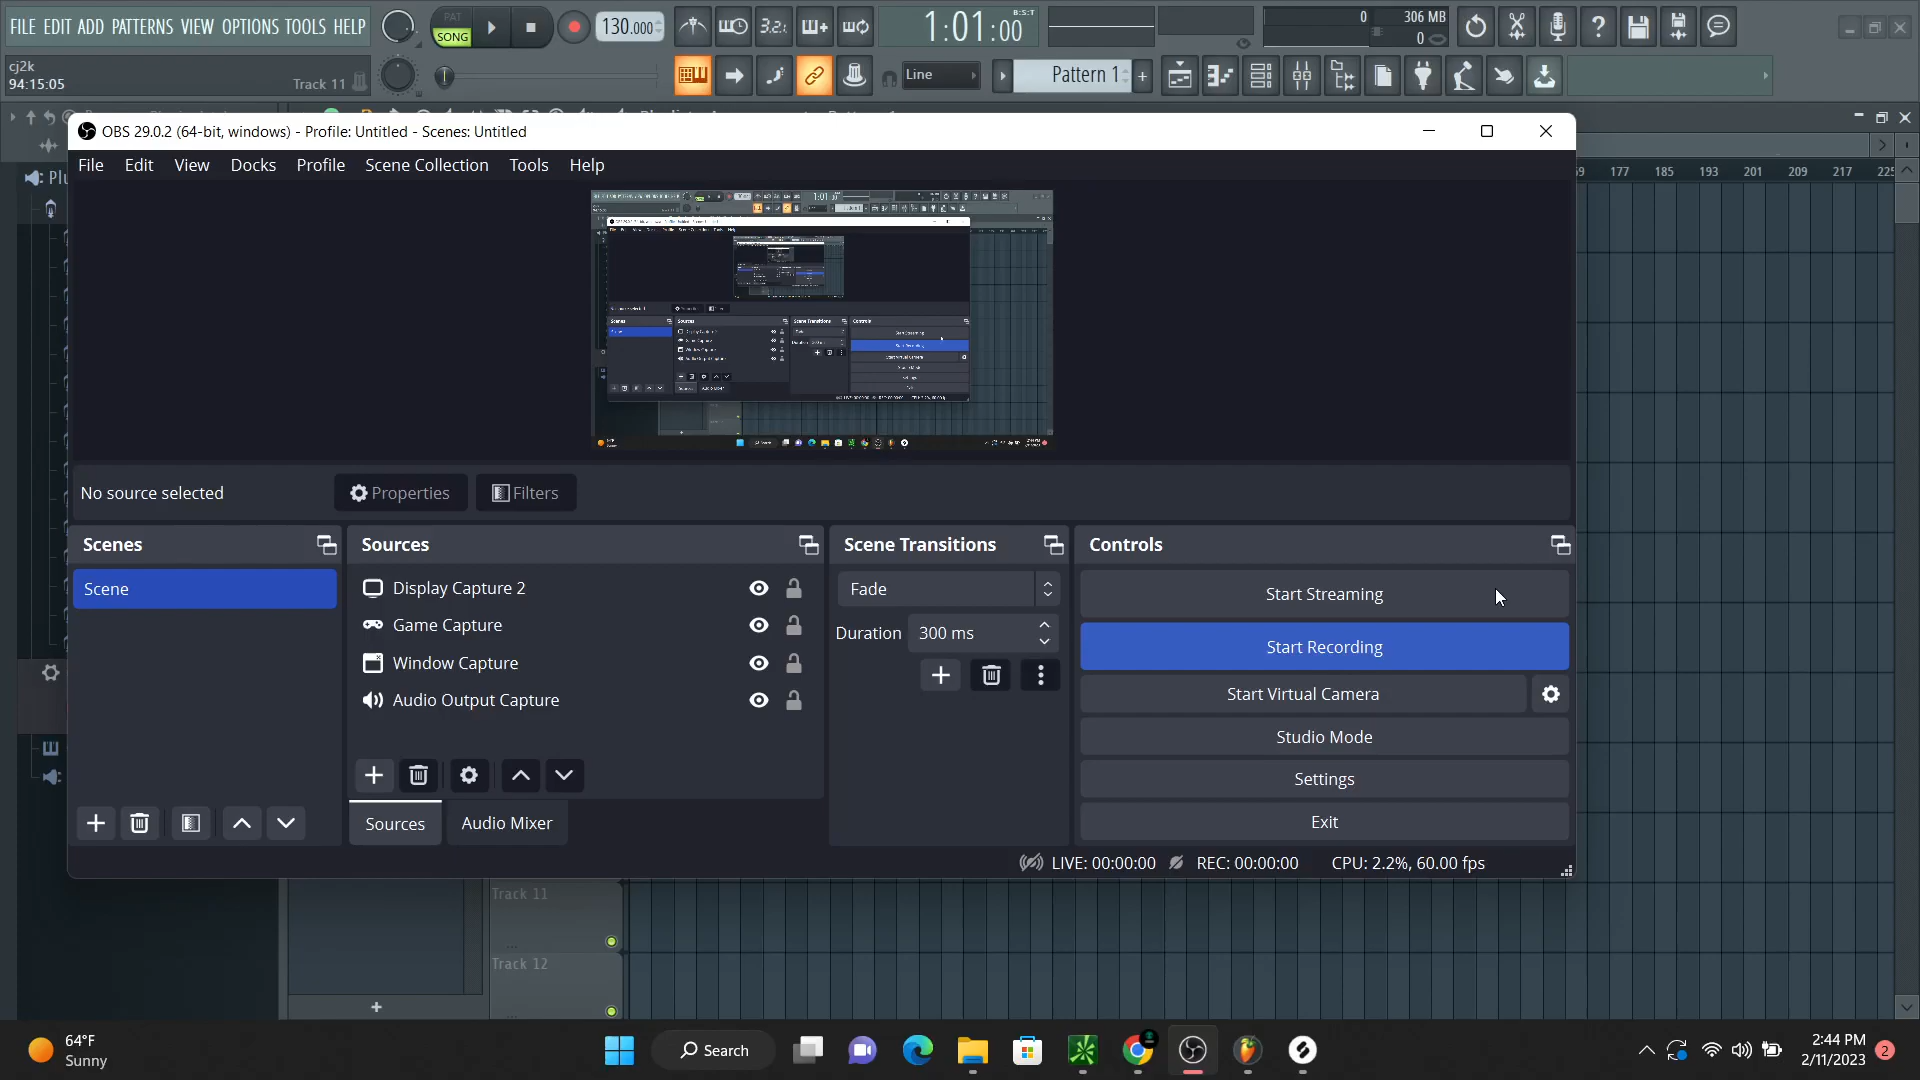 FILE EDIT ADD PATTERNS VIEW OPTIONS TOOLS HELP
PAT
SONG
130.000
3.2.
1:01:00
B:S:T
0
306 MB
0
cj2k
94:15:05
Track 11
Line
Pattern 1
OBS 29.0.2 (64-bit, windows) - Profile: Untitled - Scenes: Untitled
File Edit View Docks Profile Scene Collection Tools Help
177 185 193 201 209 217
No source selected
Properties
Filters
Scenes
Scene
Sources
Display Capture 2
Game Capture
Window Capture
Audio Output Capture
Sources
Audio Mixer
Scene Transitions
Fade
Duration 300 ms
Controls
Start Streaming
Start Recording
Start Virtual Camera
Studio Mode
Settings
Exit
LIVE: 00:00:00
REC: 00:00:00
CPU: 2.2%, 60.00 fps
Track 11
Track 12
64°F
Sunny
Search
2:44 PM
2/11/2023
2